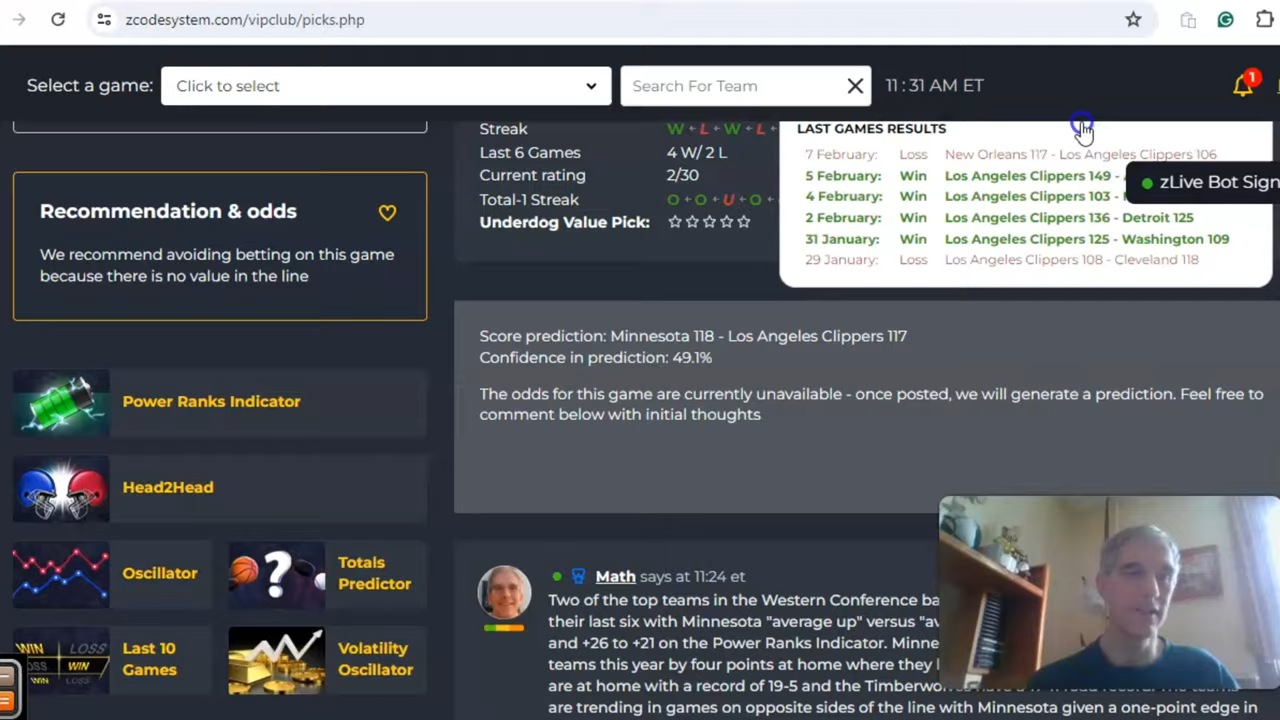 zcodesystem.com/vipclub/picks.php
Select a game: Click to select Search For Team 11:31 AM ET 1
Streak W L W L
Last 6 Games 4 W/ 2 L
Current rating 2/30
Total-1 Streak O O U O
Underdog Value Pick:
LAST GAMES RESULTS
7 February: Loss New Orleans 117 - Los Angeles Clippers 106
5 February: Win Los Angeles Clippers 149 -
4 February: Win Los Angeles Clippers 103 -
2 February: Win Los Angeles Clippers 136 - Detroit 125
31 January: Win Los Angeles Clippers 125 - Washington 109
29 January: Loss Los Angeles Clippers 108 - Cleveland 118
zLive Bot Sign
Recommendation & odds
We recommend avoiding betting on this game
because there is no value in the line
Score prediction: Minnesota 118 - Los Angeles Clippers 117
Confidence in prediction: 49.1%
The odds for this game are currently unavailable - once posted, we will generate a prediction. Feel free to
comment below with initial thoughts
Power Ranks Indicator
Head2Head
Oscillator
Totals
Predictor
WIN LOSS
OSS WIN
WIN LOSS
Last 10
Games
Volatility
Oscillator
Math says at 11:24 et
Two of the top teams in the Western Conference ba
their last six with Minnesota "average up" versus "av
and +26 to +21 on the Power Ranks Indicator. Minne
teams this year by four points at home where they
are at home with a record of 19-5 and the Timberwo
are trending in games on opposite sides of the line with Minnesota given a one-point edge in